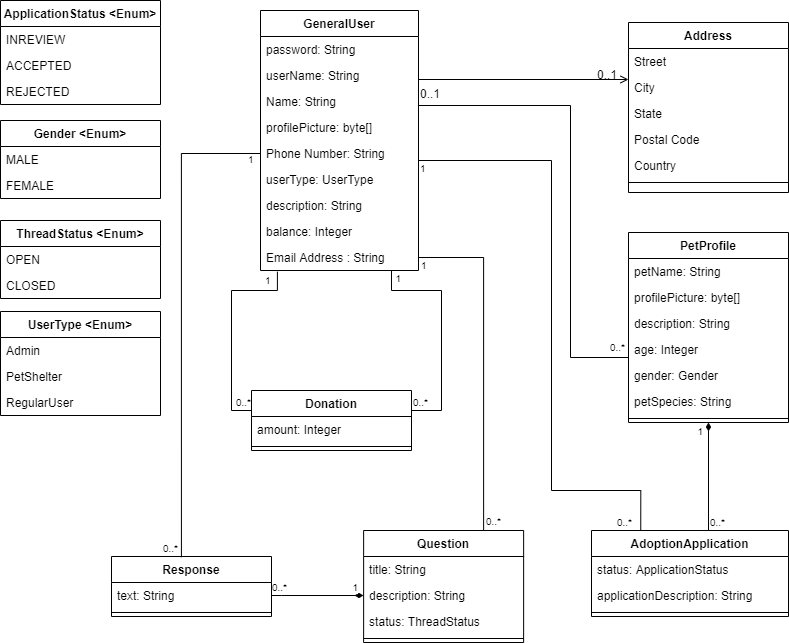 ApplicationStatus <Enum>
INREVIEW
ACCEPTED
REJECTED
Gender <Enum>
MALE
FEMALE
ThreadStatus <Enum>
OPEN
CLOSED
UserType <Enum>
Admin
PetShelter
RegularUser
GeneralUser
password: String
userName: String
Name: String
profilePicture: byte[]
Phone Number: String
userType: UserType
description: String
balance: Integer
Email Address : String
Address
Street
City
State
Postal Code
Country
0..1
0..1
1
1
1
1
1
PetProfile
petName: String
profilePicture: byte[]
description: String
age: Integer
gender: Gender
petSpecies: String
0..*
1
0..*
0..*
Donation
amount: Integer
0..*
0..*
0..*
0..*
Response
text: String
0..*
1
Question
title: String
description: String
status: ThreadStatus
AdoptionApplication
status: ApplicationStatus
applicationDescription: String